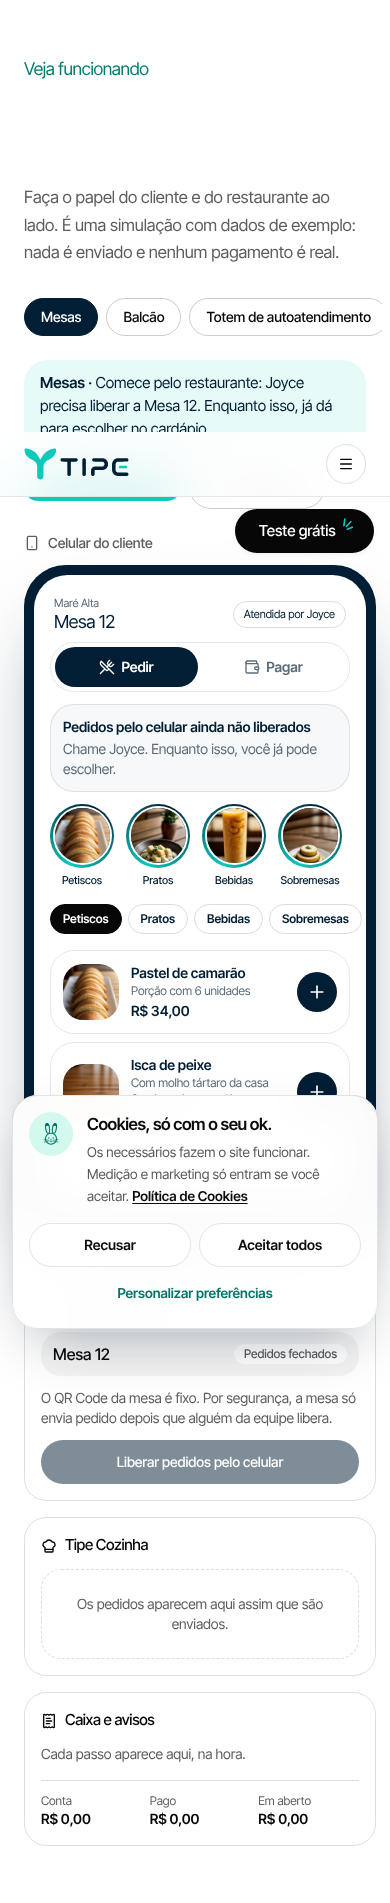 Veja funcionando
Faça o papel do cliente e do restaurante ao
lado. É uma simulação com dados de exemplo:
nada é enviado e nenhum pagamento é real.
Mesas
Balcão
Totem de autoatendimento
Mesas · Comece pelo restaurante: Joyce
precisa liberar a Mesa 12. Enquanto isso, já dá
para escolher no cardápio.
TIPE
Teste grátis
Celular do cliente
Maré Alta
Mesa 12
Atendida por Joyce
Pedir
Pagar
Pedidos pelo celular ainda não liberados
Chame Joyce. Enquanto isso, você já pode
escolher.
Petiscos
Pratos
Bebidas
Sobremesas
Petiscos
Pratos
Bebidas
Sobremesas
Pastel de camarão
Porção com 6 unidades
R$ 34,00
Isca de peixe
Com molho tártaro da casa
Cookies, só com o seu ok.
Os necessários fazem o site funcionar.
Medição e marketing só entram se você
aceitar. Política de Cookies
Recusar
Aceitar todos
Personalizar preferências
Mesa 12
Pedidos fechados
O QR Code da mesa é fixo. Por segurança, a mesa só
envia pedido depois que alguém da equipe libera.
Liberar pedidos pelo celular
Tipe Cozinha
Os pedidos aparecem aqui assim que são
enviados.
Caixa e avisos
Cada passo aparece aqui, na hora.
Conta
Pago
Em aberto
R$ 0,00
R$ 0,00
R$ 0,00